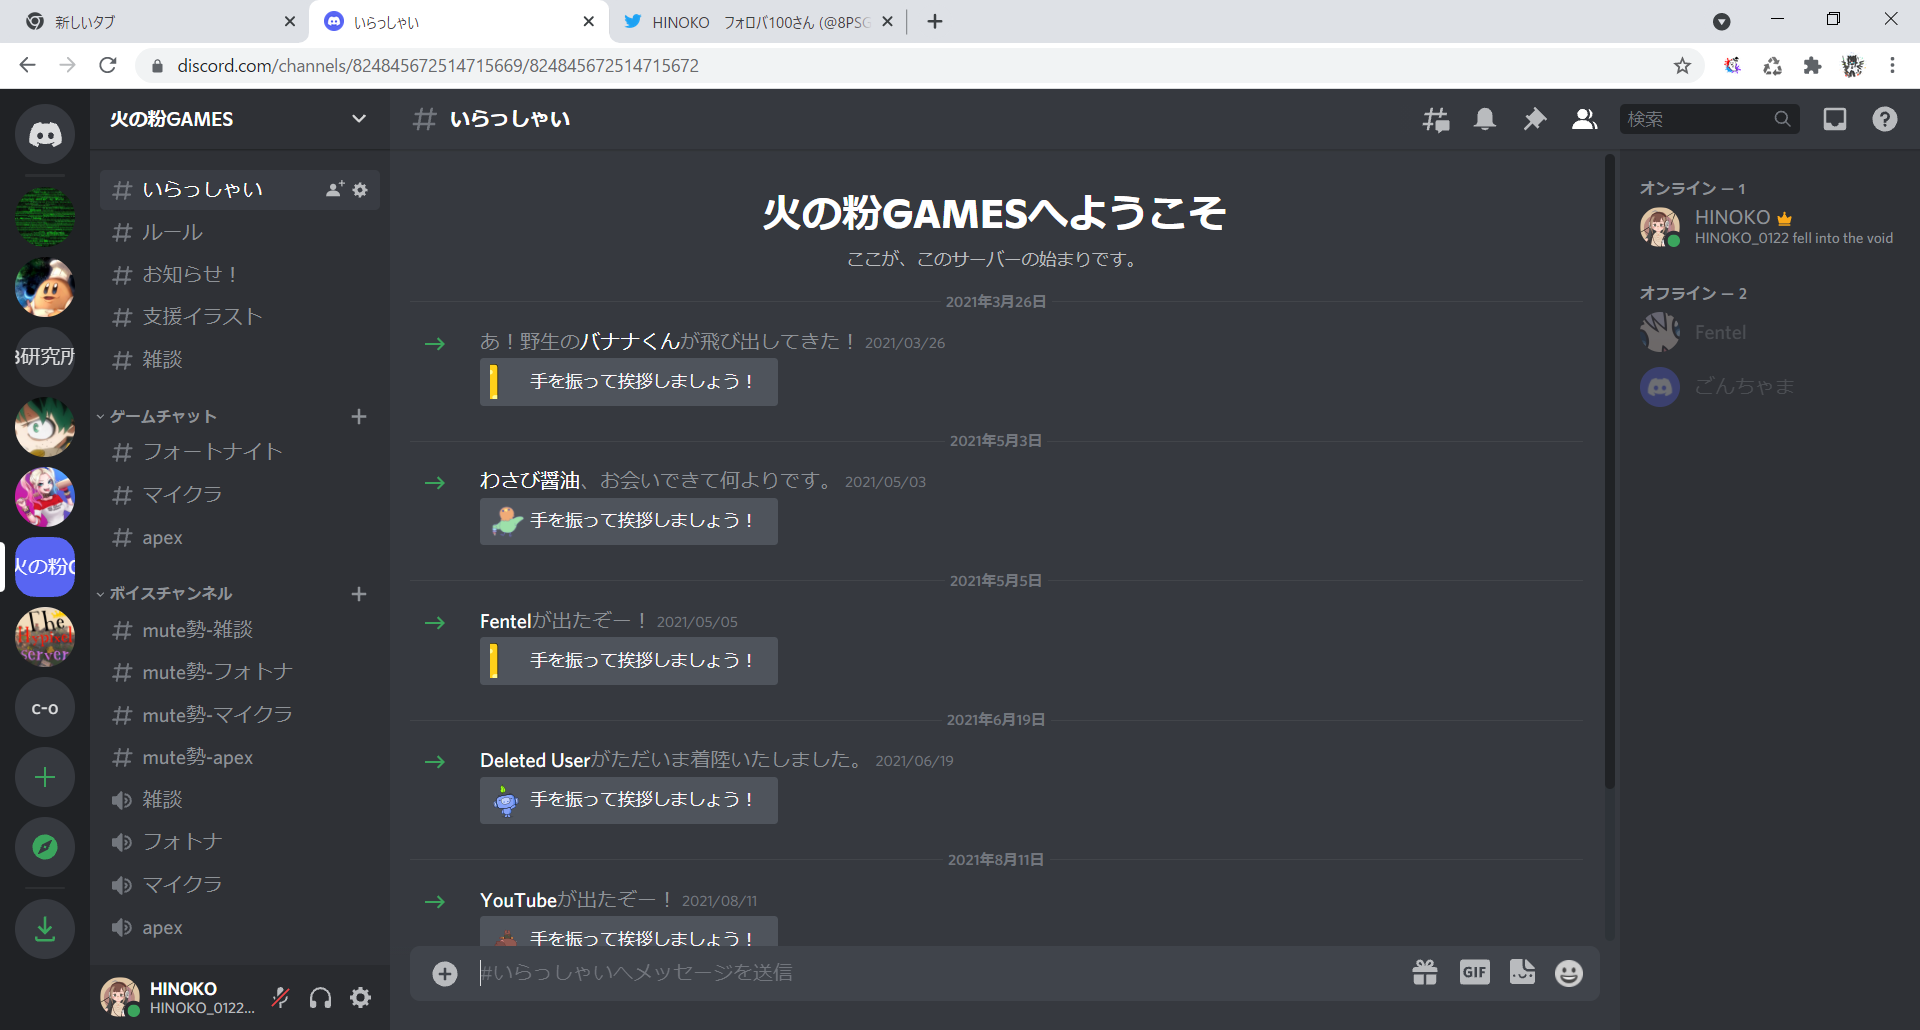 新しいタブ
いらっしゃい
HINOKO フォロバ100さん (@8PSG
discord.com/channels/824845672514715669/824845672514715672
火の粉GAMES
いらっしゃい
検索
いらっしゃい
ルール
お知らせ！
支援イラスト
雑談
ゲームチャット
フォートナイト
マイクラ
apex
ボイスチャンネル
mute勢-雑談
mute勢-フォトナ
mute勢-マイクラ
mute勢-apex
雑談
フォトナ
マイクラ
apex
HINOKO
HINOKO_0122...
研究所
火の粉G
The
Hypixel
server
c-o
火の粉GAMESへようこそ
ここが、このサーバーの始まりです。
2021年3月26日
あ！野生のバナナくんが飛び出してきた！ 2021/03/26
手を振って挨拶しましょう！
2021年5月3日
わさび醤油、お会いできて何よりです。 2021/05/03
手を振って挨拶しましょう！
2021年5月5日
Fentelが出たぞー！ 2021/05/05
手を振って挨拶しましょう！
2021年6月19日
Deleted Userがただいま着陸いたしました。 2021/06/19
手を振って挨拶しましょう！
2021年8月11日
YouTubeが出たぞー！ 2021/08/11
手を振って挨拶しましょう！
#いらっしゃいへメッセージを送信
GIF
オンライン — 1
HINOKO
HINOKO_0122 fell into the void
オフライン — 2
Fentel
ごんちゃま